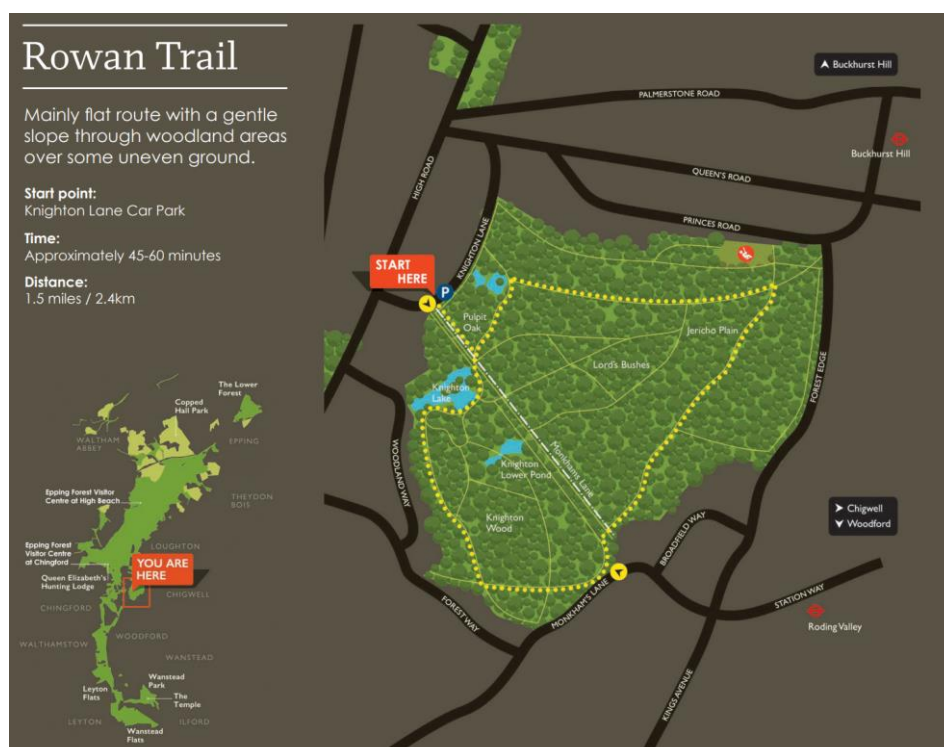 Rowan Trail
Mainly flat route with a gentle
slope through woodland areas
over some uneven ground.
Start point:
Knighton Lane Car Park
Time:
Approximately 45-60 minutes
Distance:
1.5 miles / 2.4km
The Lower
Forest
Copped
Hall Park
WALTHAM
ABBEY
EPPING
Epping Forest Visitor
Centre at High Beach
THEYDON
BOIS
Epping Forest
Visitor Centre
at Chingford
LOUGHTON
YOU ARE
HERE
Queen Elizabeth's
Hunting Lodge
CHIGWELL
CHINGFORD
WOODFORD
WALTHAMSTOW
WANSTEAD
Wanstead
Park
Leyton
Flats
The
Temple
LEYTON
ILFORD
Wanstead
Flats
Buckhurst Hill
PALMERSTONE ROAD
Buckhurst Hill
HIGH ROAD
QUEEN'S ROAD
PRINCES ROAD
KNIGHTON LANE
START
HERE
P
Pulpit
Oak
Jericho Plain
Lord's Bushes
Knighton
Lake
FOREST EDGE
WOODLAND WAY
Monkhams Lane
Knighton
Lower Pond
Knighton
Wood
Chigwell
Woodford
BROADFIELD WAY
FOREST WAY
MONKHAM'S LANE
STATION WAY
Roding Valley
KINGS AVENUE